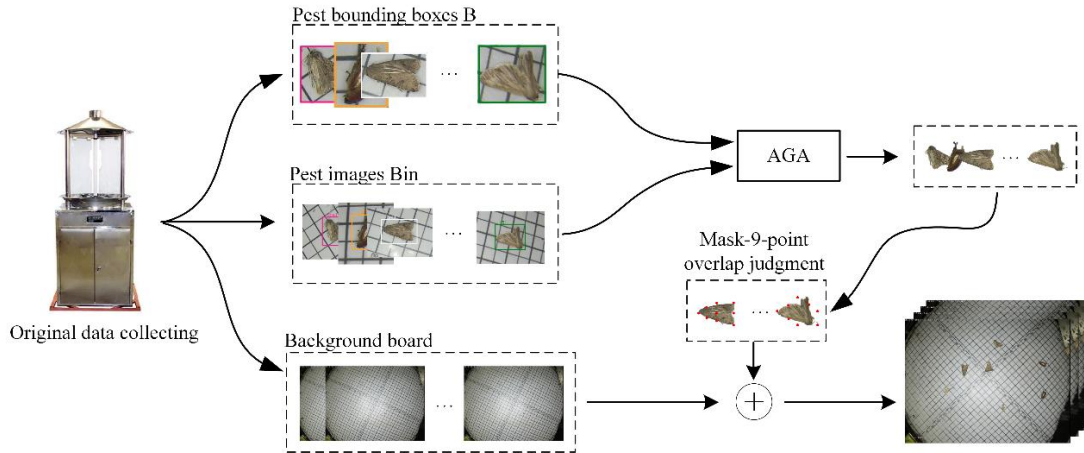 Pest bounding boxes B
...
Pest images Bin
...
Original data collecting
Background board
...
AGA
...
Mask-9-point
overlap judgment
...